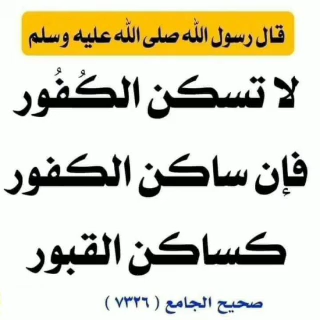 قال رسول الله صلى الله عليه وسلم
لا تسكن الكُفُور
فإن ساكن الكفور
كساكن القبور
صحيح الجامع ( ٧٣٢٦ )